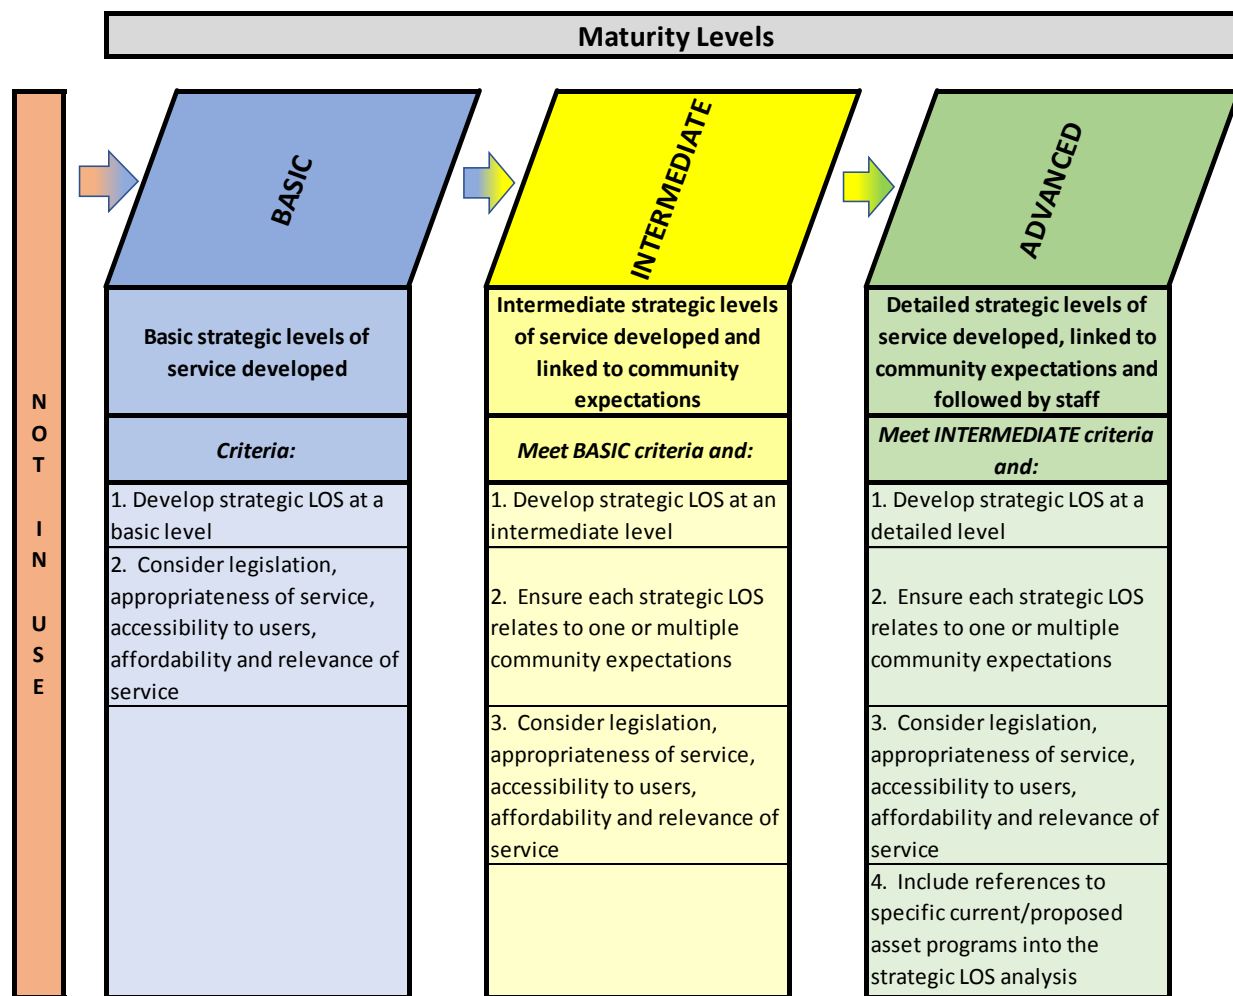 Maturity Levels
NOT IN USE
BASIC
Basic strategic levels of
service developed
Criteria:
1. Develop strategic LOS at a
basic level
2.  Consider legislation,
appropriateness of service,
accessibility to users,
affordability and relevance of
service
INTERMEDIATE
Intermediate strategic levels
of service developed and
linked to community
expectations
Meet BASIC criteria and:
1. Develop strategic LOS at an
intermediate level
2.  Ensure each strategic LOS
relates to one or multiple
community expectations
3.  Consider legislation,
appropriateness of service,
accessibility to users,
affordability and relevance of
service
ADVANCED
Detailed strategic levels of
service developed, linked to
community expectations and
followed by staff
Meet INTERMEDIATE criteria
and:
1. Develop strategic LOS at a
detailed level
2.  Ensure each strategic LOS
relates to one or multiple
community expectations
3.  Consider legislation,
appropriateness of service,
accessibility to users,
affordability and relevance of
service
4.  Include references to
specific current/proposed
asset programs into the
strategic LOS analysis